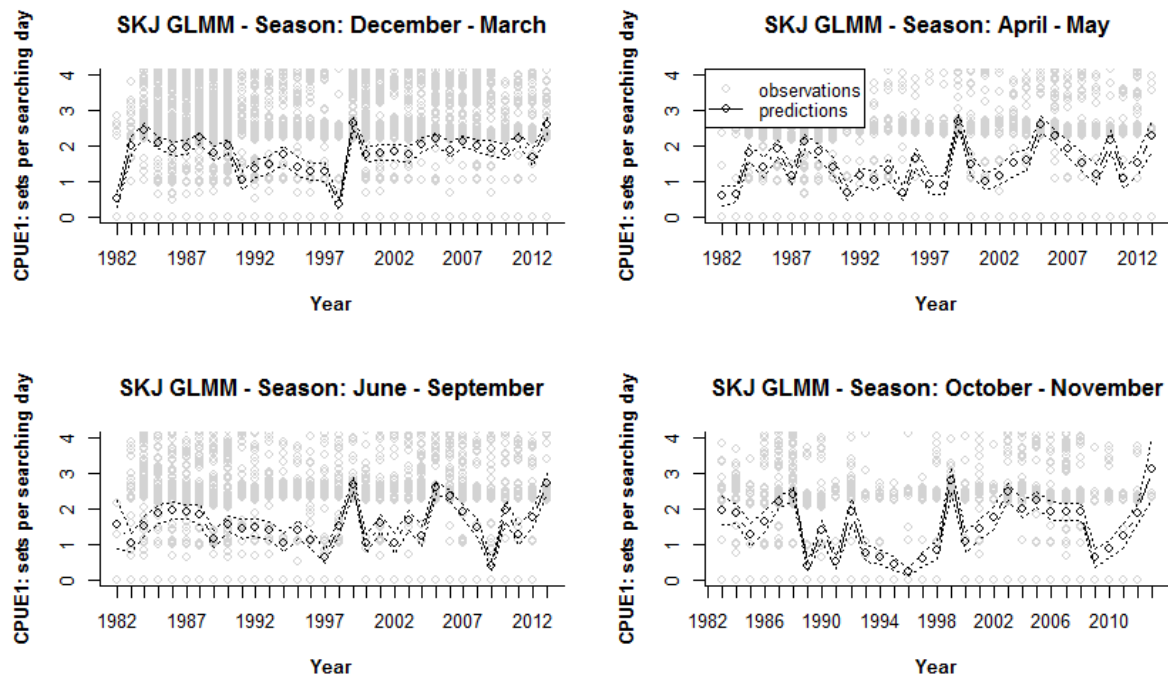 SKJ GLMM - Season: December - March
CPUE1: sets per searching day
4
3
2
1
0
1982 1987 1992 1997 2002 2007 2012
Year
SKJ GLMM - Season: April - May
CPUE1: sets per searching day
4
3
2
1
0
observations
predictions
1982 1987 1992 1997 2002 2007 2012
Year
SKJ GLMM - Season: June - September
CPUE1: sets per searching day
4
3
2
1
0
1982 1987 1992 1997 2002 2007 2012
Year
SKJ GLMM - Season: October - November
CPUE1: sets per searching day
4
3
2
1
0
1982 1986 1990 1994 1998 2002 2006 2010
Year